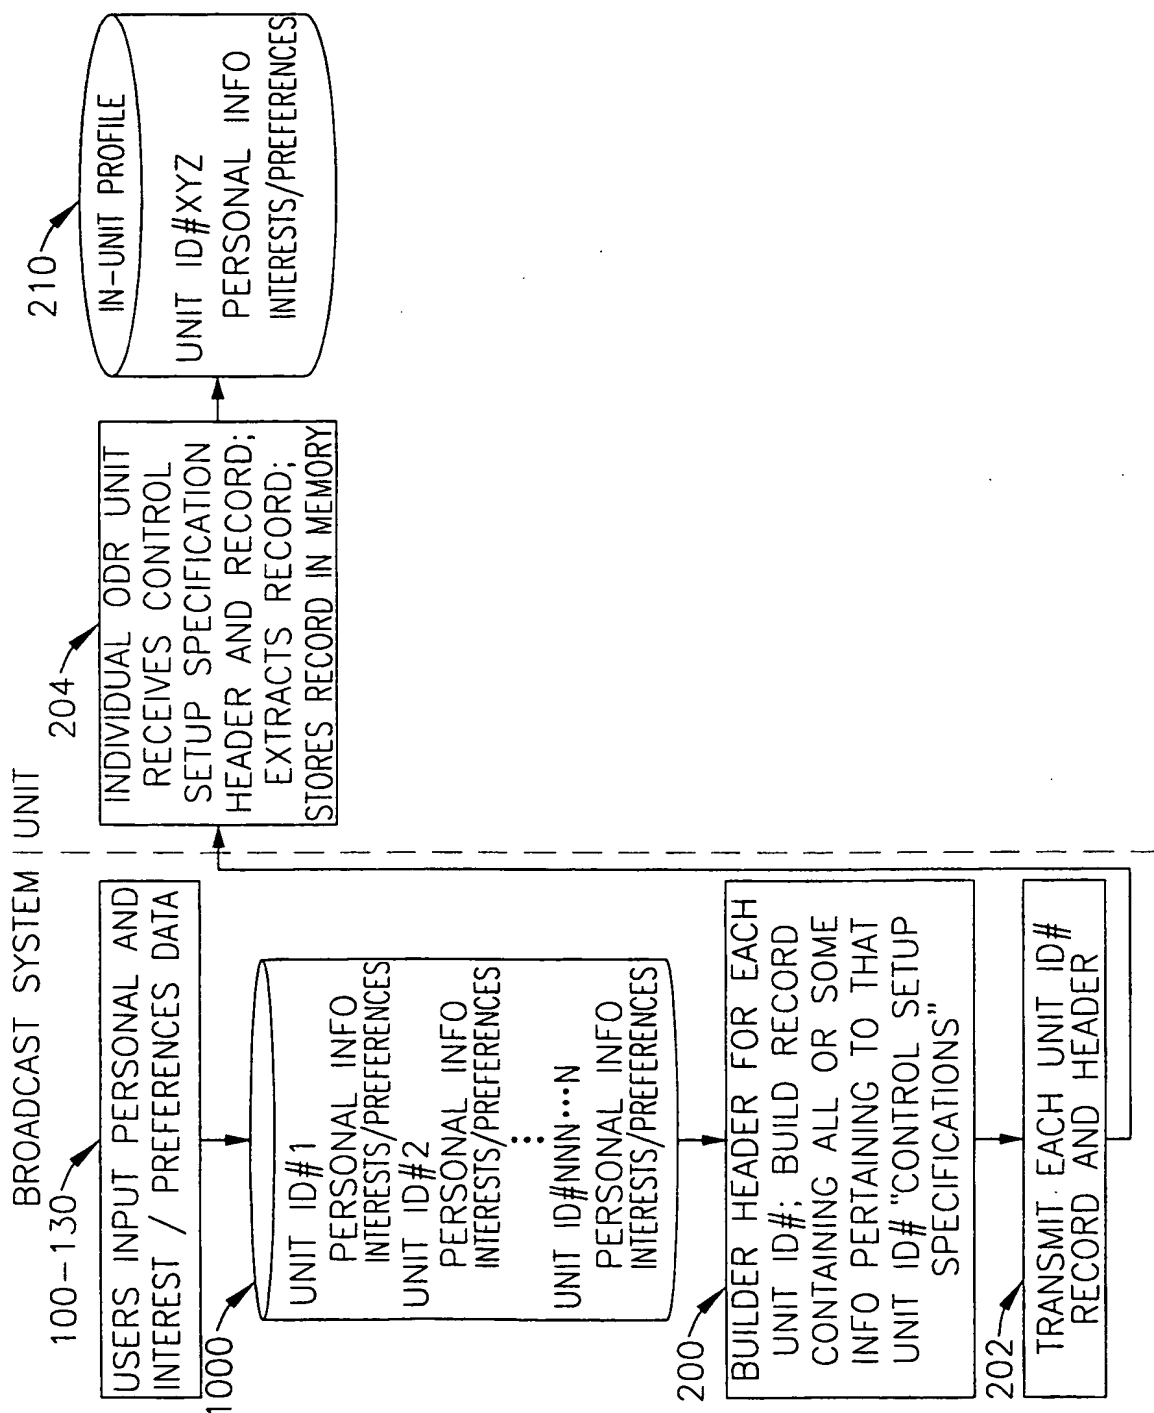 BROADCAST SYSTEM | UNIT
100-130
USERS INPUT PERSONAL AND
INTEREST / PREFERENCES DATA
1000
UNIT ID#1
PERSONAL INFO
INTERESTS/PREFERENCES
UNIT ID#2
PERSONAL INFO
INTERESTS/PREFERENCES
•••
UNIT ID#NNN•••N
PERSONAL INFO
INTERESTS/PREFERENCES
200
BUILDER HEADER FOR EACH
UNIT ID#; BUILD RECORD
CONTAINING ALL OR SOME
INFO PERTAINING TO THAT
UNIT ID# "CONTROL SETUP
SPECIFICATIONS"
202
TRANSMIT EACH UNIT ID#
RECORD AND HEADER
204
INDIVIDUAL ODR UNIT
RECEIVES CONTROL
SETUP SPECIFICATION
HEADER AND RECORD;
EXTRACTS RECORD;
STORES RECORD IN MEMORY
210
IN-UNIT PROFILE
UNIT ID#XYZ
PERSONAL INFO
INTERESTS/PREFERENCES